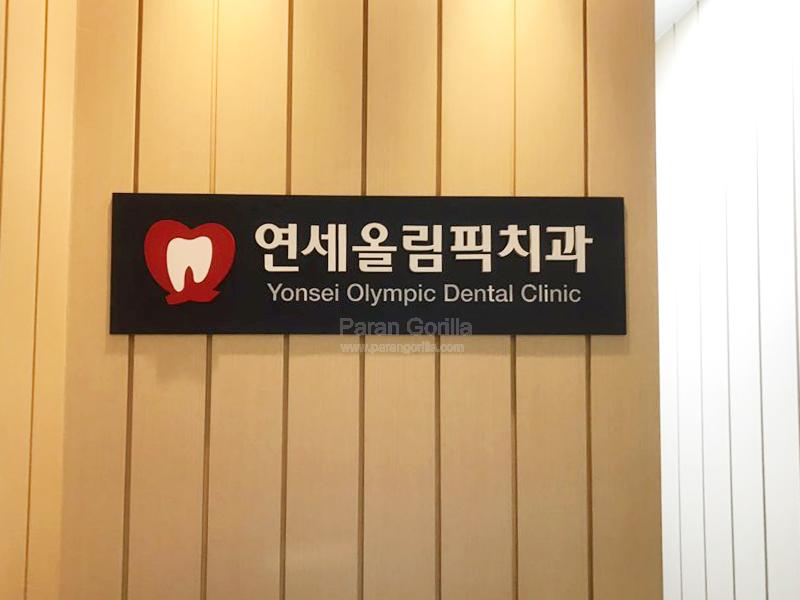 연세올림픽치과
Yonsei Olympic Dental Clinic
Paran Gorilla
www.parangorilla.com